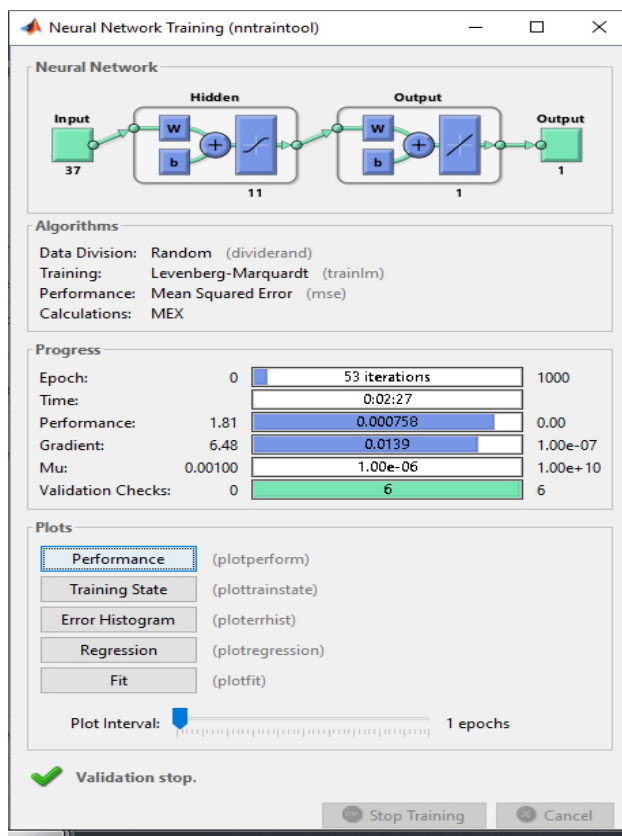 Neural Network Training (nntraintool)
Neural Network
Hidden Output
Input Output
W W
b b
37 11 1 1
Algorithms
Data Division: Random (dividerand)
Training: Levenberg-Marquardt (trainlm)
Performance: Mean Squared Error (mse)
Calculations: MEX
Progress
Epoch: 0 53 iterations 1000
Time: 0:02:27
Performance: 1.81 0.000758 0.00
Gradient: 6.48 0.0139 1.00e-07
Mu: 0.00100 1.00e-06 1.00e+10
Validation Checks: 0 6 6
Plots
Performance (plotperform)
Training State (plottrainstate)
Error Histogram (ploterrhist)
Regression (plotregression)
Fit (plotfit)
Plot Interval: 1 epochs
Validation stop.
Stop Training Cancel